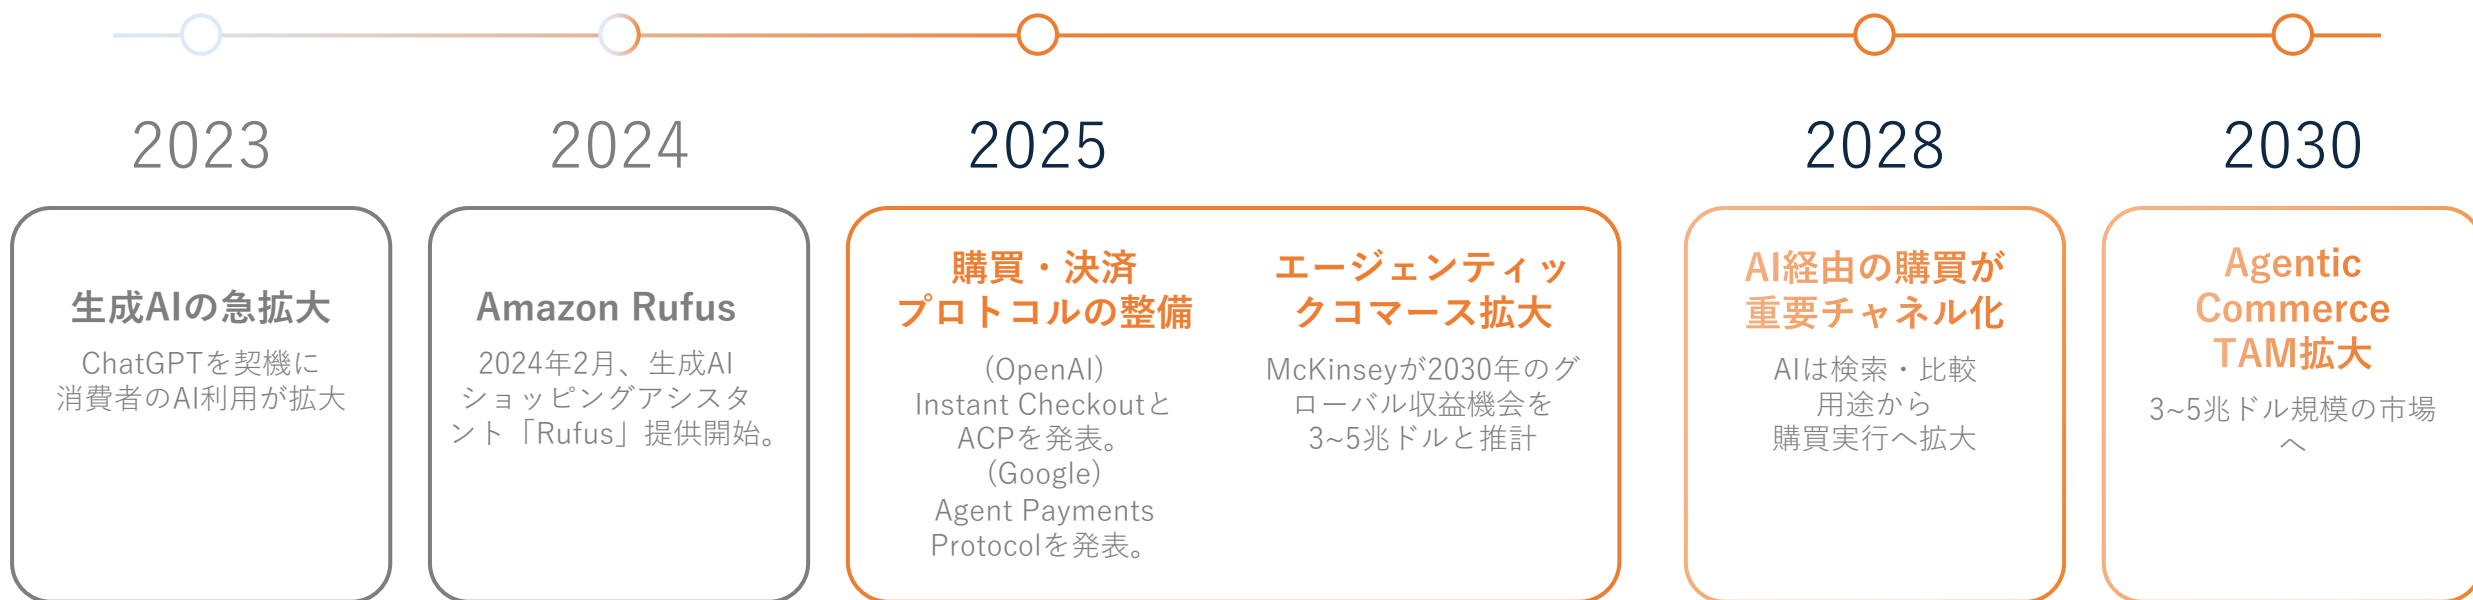 2023
2024
2025
2028
2030
生成AIの急拡大
ChatGPTを契機に
消費者のAI利用が拡大
Amazon Rufus
2024年2月、生成AI
ショッピングアシスタ
ント「Rufus」提供開始。
購買・決済
プロトコルの整備
（OpenAI）
Instant Checkoutと
ACPを発表。
（Google）
Agent Payments
Protocolを発表。
エージェンティッ
クコマース拡大
McKinseyが2030年のグ
ローバル収益機会を
3~5兆ドルと推計
AI経由の購買が
重要チャネル化
AIは検索・比較
用途から
購買実行へ拡大
Agentic
Commerce
TAM拡大
3~5兆ドル規模の市場
へ